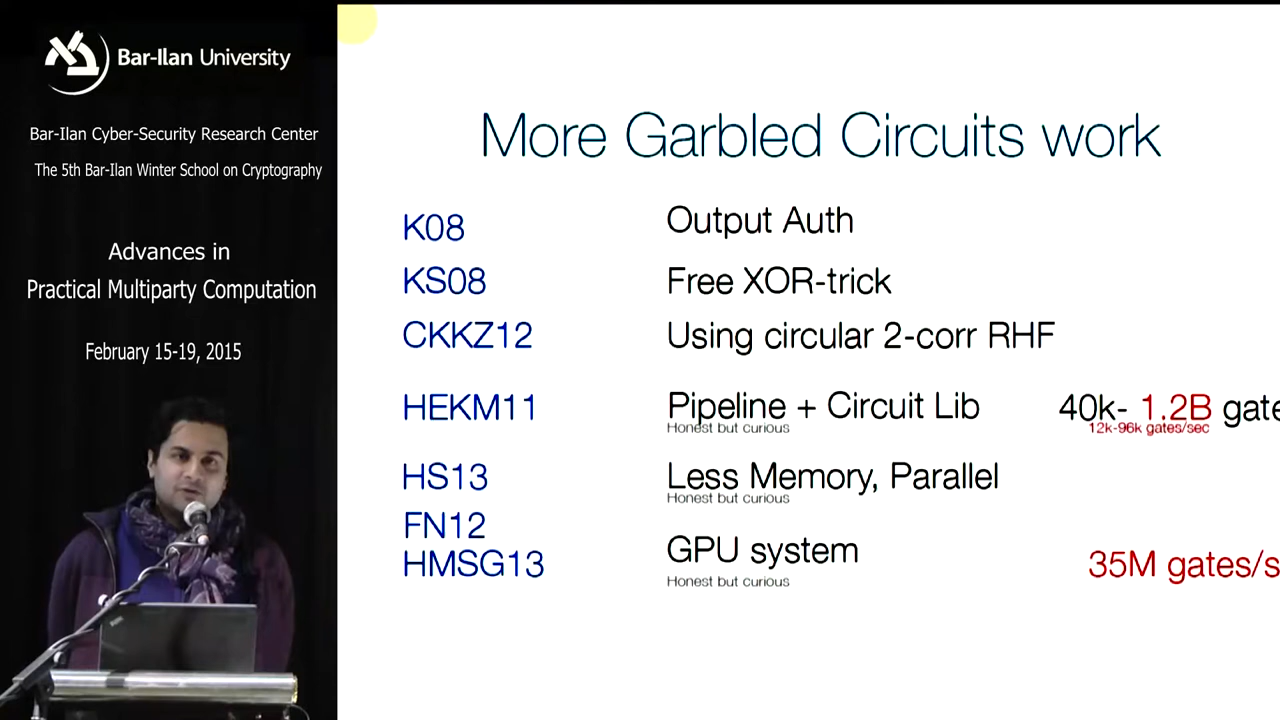 Bar-Ilan University
Bar-Ilan Cyber-Security Research Center
The 5th Bar-Ilan Winter School on Cryptography
Advances in
Practical Multiparty Computation
February 15-19, 2015
More Garbled Circuits work
K08 Output Auth
KS08 Free XOR-trick
CKKZ12 Using circular 2-corr RHF
HEKM11 Pipeline + Circuit Lib 40k- 1.2B gate
Honest but curious 12k-96k gates/sec
HS13 Less Memory, Parallel
Honest but curious
FN12
HMSG13 GPU system 35M gates/s
Honest but curious